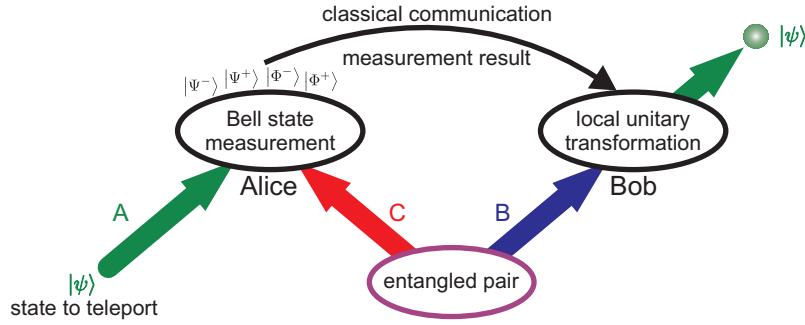 classical communication
measurement result
|ψ⟩
|Ψ⁻⟩ |Ψ⁺⟩ |Φ⁻⟩ |Φ⁺⟩
Bell state
measurement
local unitary
transformation
Alice
Bob
A
C
B
|ψ⟩
state to teleport
entangled pair